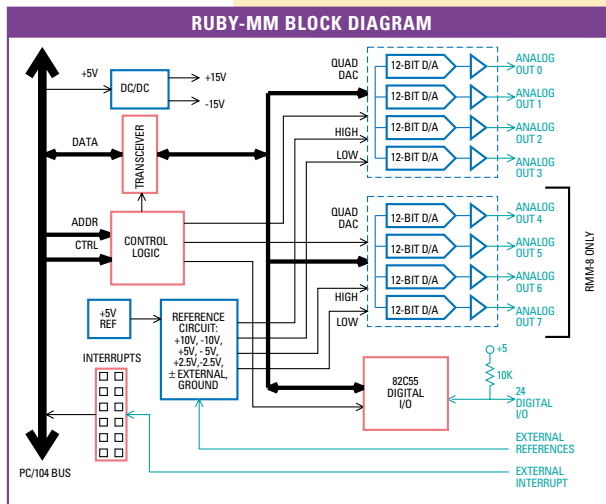 RUBY-MM BLOCK DIAGRAM
+5V
DC/DC
+15V
-15V
DATA
TRANSCEIVER
ADDR
CTRL
CONTROL
LOGIC
+5V
REF
REFERENCE
CIRCUIT:
+10V, -10V,
+5V, - 5V,
+2.5V,-2.5V,
± EXTERNAL,
GROUND
INTERRUPTS
PC/104 BUS
QUAD
DAC
HIGH
LOW
12-BIT D/A
12-BIT D/A
12-BIT D/A
12-BIT D/A
ANALOG
OUT 0
ANALOG
OUT 1
ANALOG
OUT 2
ANALOG
OUT 3
QUAD
DAC
HIGH
LOW
12-BIT D/A
12-BIT D/A
12-BIT D/A
12-BIT D/A
ANALOG
OUT 4
ANALOG
OUT 5
ANALOG
OUT 6
ANALOG
OUT 7
RMM-8 ONLY
82C55
DIGITAL
I/O
+5
10K
24
DIGITAL
I/O
EXTERNAL
REFERENCES
EXTERNAL
INTERRUPT